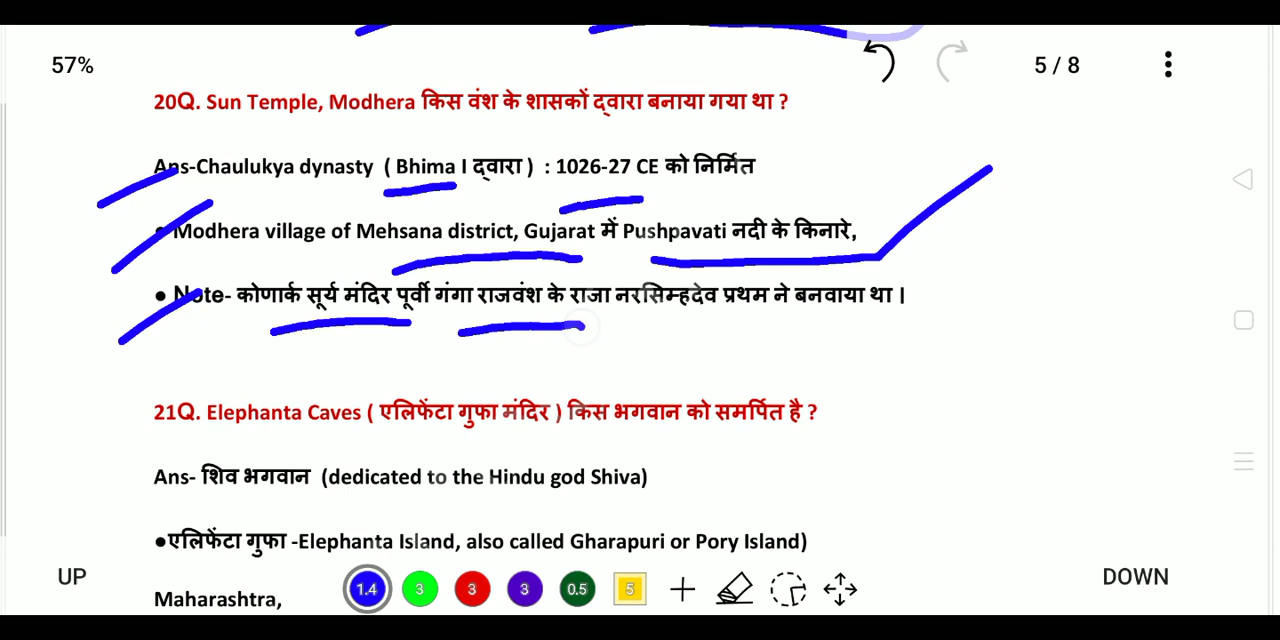 57%
5 / 8
20Q. Sun Temple, Modhera किस वंश के शासकों द्वारा बनाया गया था ?
Ans-Chaulukya dynasty ( Bhima I द्वारा ) : 1026-27 CE को निर्मित
● Modhera village of Mehsana district, Gujarat में Pushpavati नदी के किनारे,
● Note- कोणार्क सूर्य मंदिर पूर्वी गंगा राजवंश के राजा नरसिम्हदेव प्रथम ने बनवाया था ।
21Q. Elephanta Caves ( एलिफेंटा गुफा मंदिर ) किस भगवान को समर्पित है ?
Ans- शिव भगवान (dedicated to the Hindu god Shiva)
●एलिफेंटा गुफा -Elephanta Island, also called Gharapuri or Pory Island)
Maharashtra,
UP
1.4 3 3 3 0.5 5
DOWN